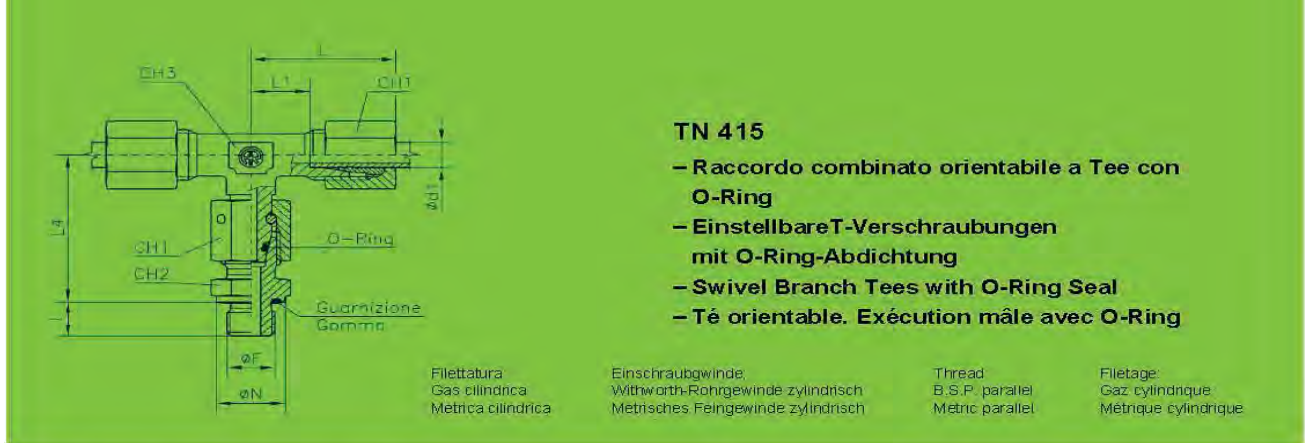 L
CH3
L1
CH1
Ød1
L4
CH1
O-Ring
CH2
Guarnizione
Gomma
i
ØF
ØN
TN 415
– Raccordo combinato orientabile a Tee con
O-Ring
– EinstellbareT-Verschraubungen
mit O-Ring-Abdichtung
– Swivel Branch Tees with O-Ring Seal
– Té orientable. Exécution mâle avec O-Ring
Filettatura
Gas cilindrica
Metrica cilindrica
Einschraubgwinde
Withworth-Rohrgewinde zylindrisch
Metrisches Feingewinde zylindrisch
Thread
B.S.P. parallel
Metric parallel
Filetage:
Gaz cylindrique
Métrique cylindrique